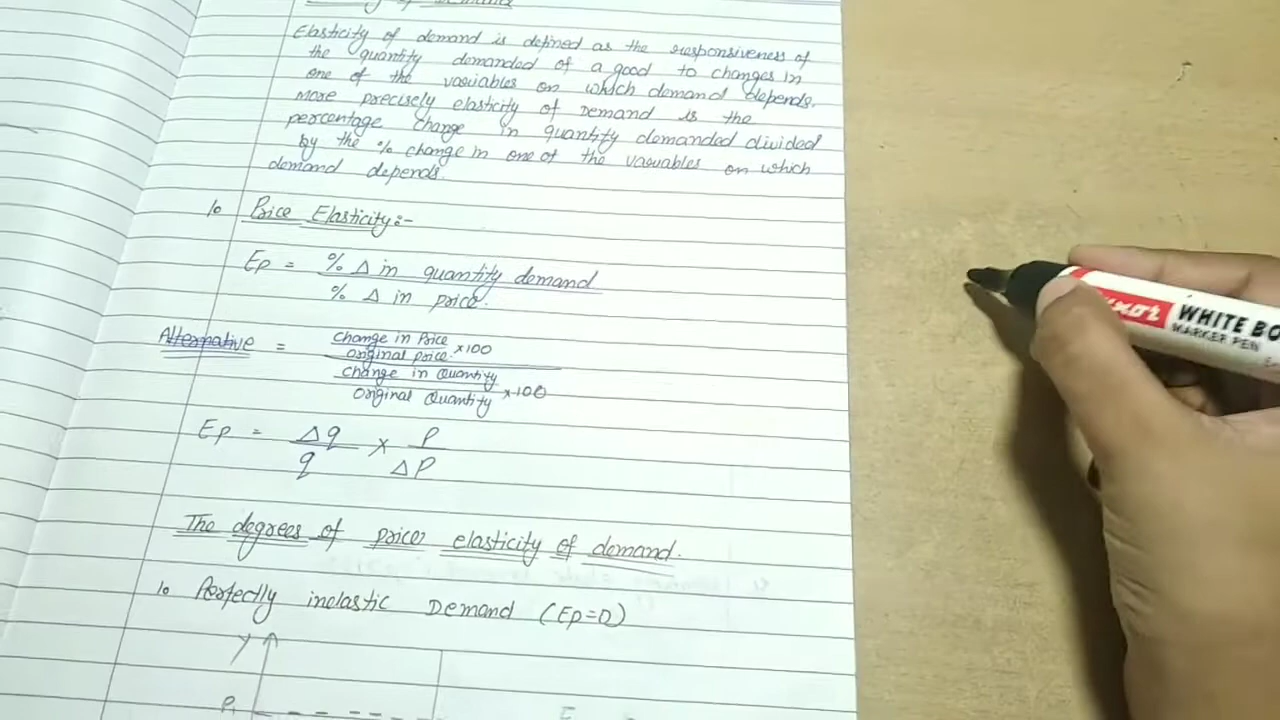 Elasticity of demand is defined as the responsiveness of
the quantity demanded of a good to changes in
one of the variables on which demand depends.
more precisely elasticity of Demand is the
percentage change in quantity demanded divided
by the % change in one of the variables on which
demand depends.
1. Price Elasticity:-
Ep = % Δ in quantity demand
% Δ in price.
Alternative = change in Price
original price ×100
change in Quantity
original Quantity ×100
Ep = Δq/q × P/ΔP
The degrees of price elasticity of demand.
1. Perfectly inelastic Demand (Ep=0)
Y
P₁
WHITE BO
MARKER PEN